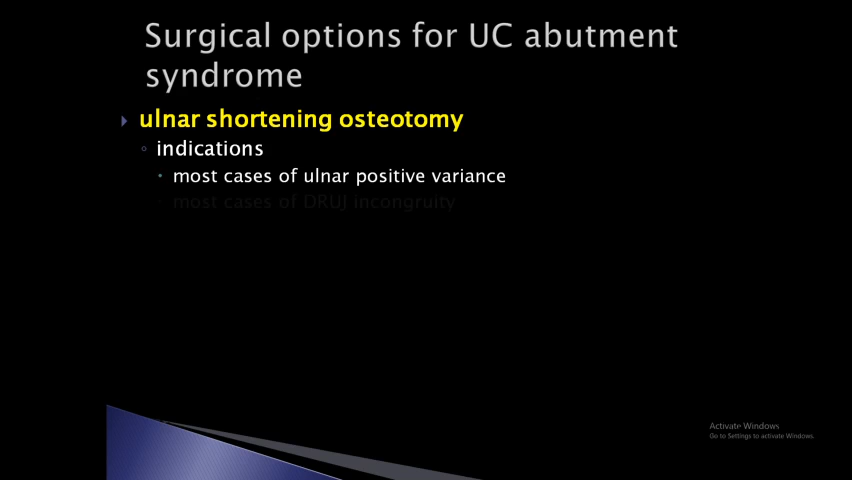 Surgical options for UC abutment
syndrome
ulnar shortening osteotomy
indications
most cases of ulnar positive variance
most cases of DRUJ incongruity
Activate Windows
Go to Settings to activate Windows.